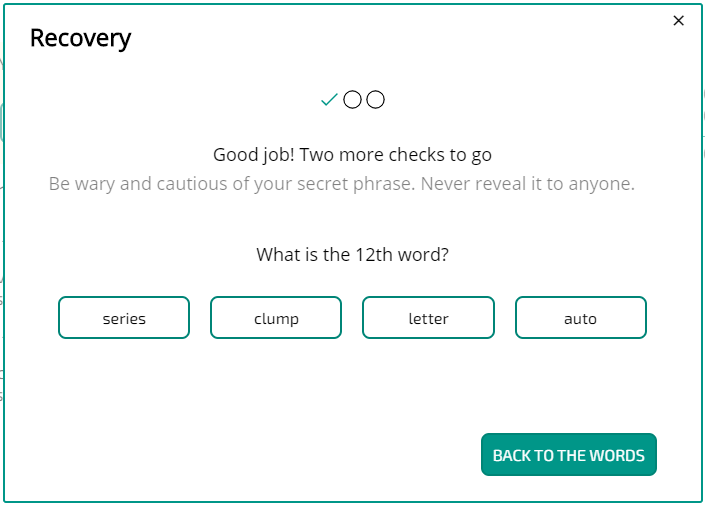 Recovery
Good job! Two more checks to go
Be wary and cautious of your secret phrase. Never reveal it to anyone.
What is the 12th word?
series
clump
letter
auto
BACK TO THE WORDS